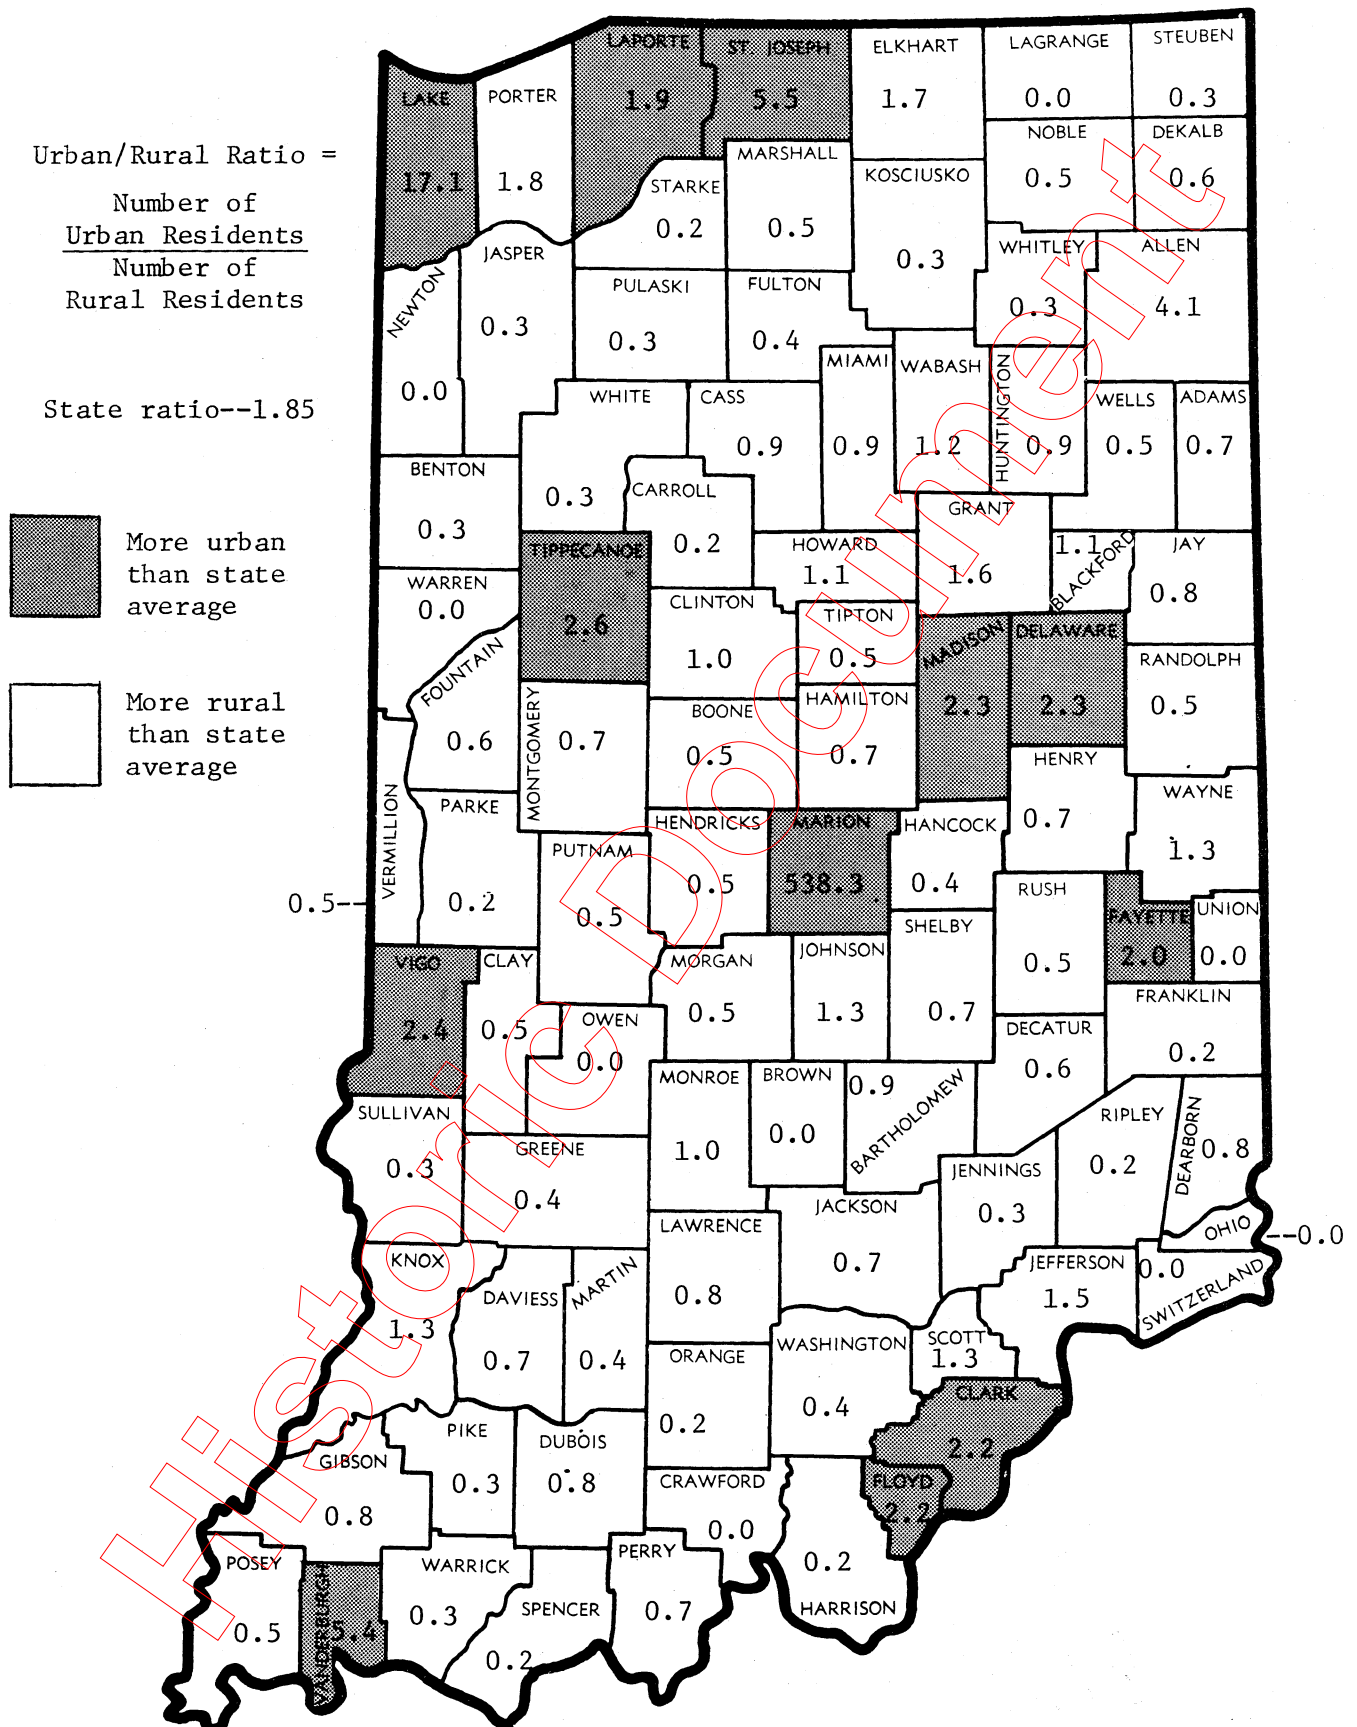 Urban/Rural Ratio =
Number of
Urban Residents
Number of
Rural Residents
State ratio--1.85
More urban
than state
average
More rural
than state
average
LAKE
17.1
PORTER
1.8
LAPORTE
1.9
ST. JOSEPH
5.5
ELKHART
1.7
LAGRANGE
0.0
STEUBEN
0.3
NOBLE
0.5
DEKALB
0.6
MARSHALL
0.5
STARKE
0.2
KOSCIUSKO
0.3
WHITLEY
0.3
ALLEN
4.1
NEWTON
0.0
JASPER
0.3
PULASKI
0.3
FULTON
0.4
MIAMI
0.9
WABASH
1.2
HUNTINGTON
0.9
WELLS
0.5
ADAMS
0.7
WHITE
0.3
CASS
0.9
BENTON
0.3
CARROLL
0.2
GRANT
1.6
HOWARD
1.1
BLACKFORD
1.1
JAY
0.8
WARREN
0.0
TIPPECANOE
2.6
CLINTON
1.0
TIPTON
0.5
MADISON
2.3
DELAWARE
2.3
RANDOLPH
0.5
FOUNTAIN
0.6
MONTGOMERY
0.7
BOONE
0.5
HAMILTON
0.7
HENRY
0.7
WAYNE
1.3
VERMILLION
0.5--
PARKE
0.2
PUTNAM
0.5
HENDRICKS
0.5
MARION
538.3
HANCOCK
0.4
RUSH
0.5
FAYETTE
2.0
UNION
0.0
VIGO
2.4
CLAY
0.5
OWEN
0.0
MORGAN
0.5
JOHNSON
1.3
SHELBY
0.7
DECATUR
0.6
FRANKLIN
0.2
SULLIVAN
0.3
GREENE
0.4
MONROE
1.0
BROWN
0.0
BARTHOLOMEW
0.9
JENNINGS
0.3
RIPLEY
0.2
DEARBORN
0.8
OHIO
--0.0
KNOX
1.3
DAVIESS
0.7
MARTIN
0.4
LAWRENCE
0.8
JACKSON
0.7
JEFFERSON
1.5
SWITZERLAND
0.0
ORANGE
0.2
WASHINGTON
0.4
SCOTT
1.3
CLARK
2.2
FLOYD
2.2
GIBSON
0.8
PIKE
0.3
DUBOIS
0.8
CRAWFORD
0.0
HARRISON
0.2
POSEY
0.5
VANDERBURGH
5.4
WARRICK
0.3
SPENCER
0.2
PERRY
0.7
Historic Document